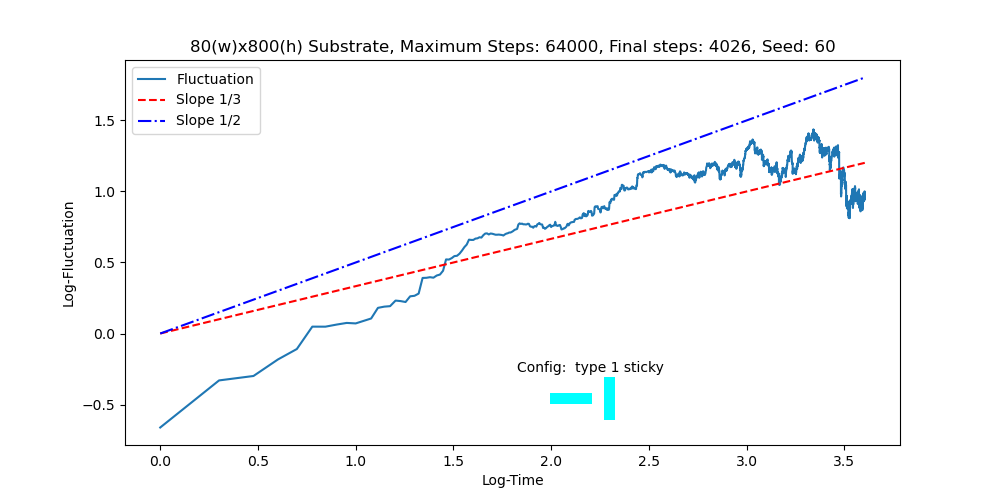 80(w)x800(h) Substrate, Maximum Steps: 64000, Final steps: 4026, Seed: 60
Fluctuation
Slope 1/3
Slope 1/2
Log-Fluctuation
1.5
1.0
0.5
0.0
−0.5
Config:  type 1 sticky
0.0 0.5 1.0 1.5 2.0 2.5 3.0 3.5
Log-Time